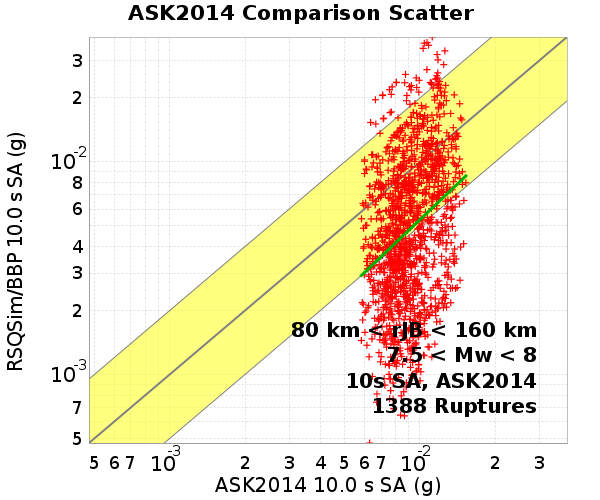 ASK2014 Comparison Scatter
RSQSim/BBP 10.0 s SA (g)
3
2
10-2
8
6
4
3
2
10-3
7
5
80 km < rJB < 160 km
7.5 < Mw < 8
10s SA, ASK2014
1388 Ruptures
5 6 7 10-3 2 3 4 5 6 7 10-2 2 3
ASK2014 10.0 s SA (g)